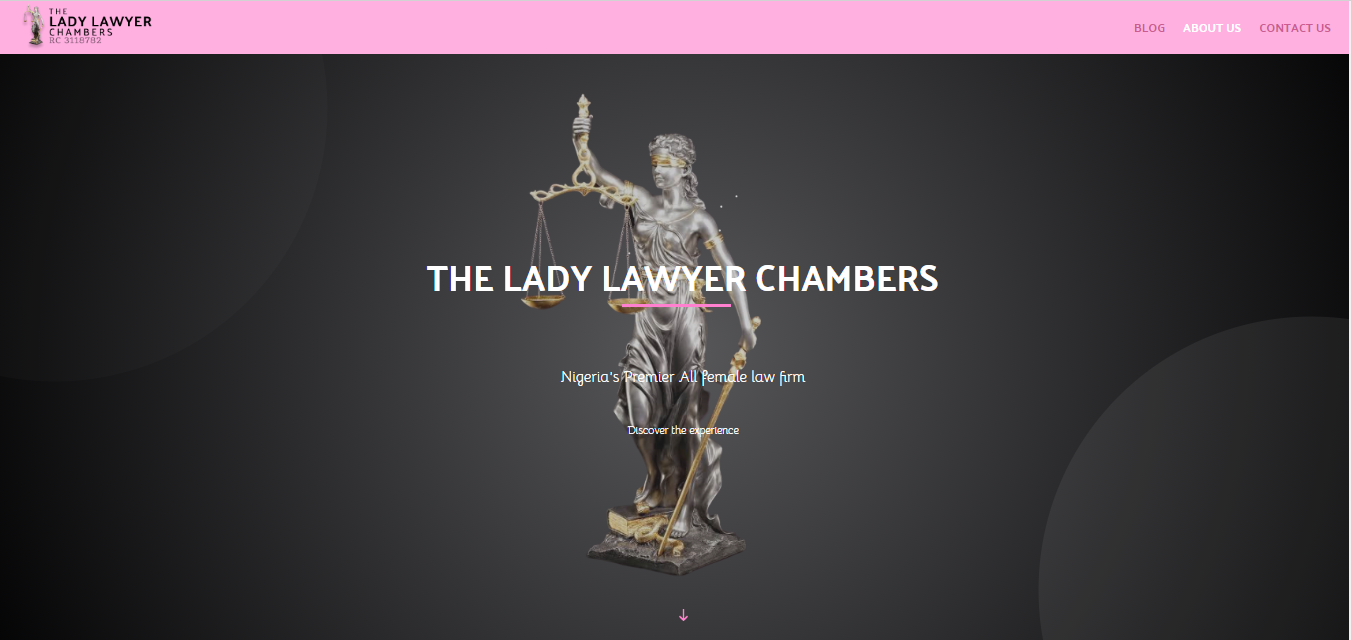 THE
LADY LAWYER
CHAMBERS
RC 3118782
BLOG ABOUT US CONTACT US
THE LADY LAWYER CHAMBERS
Nigeria's Premier All female law firm
Discover the experience